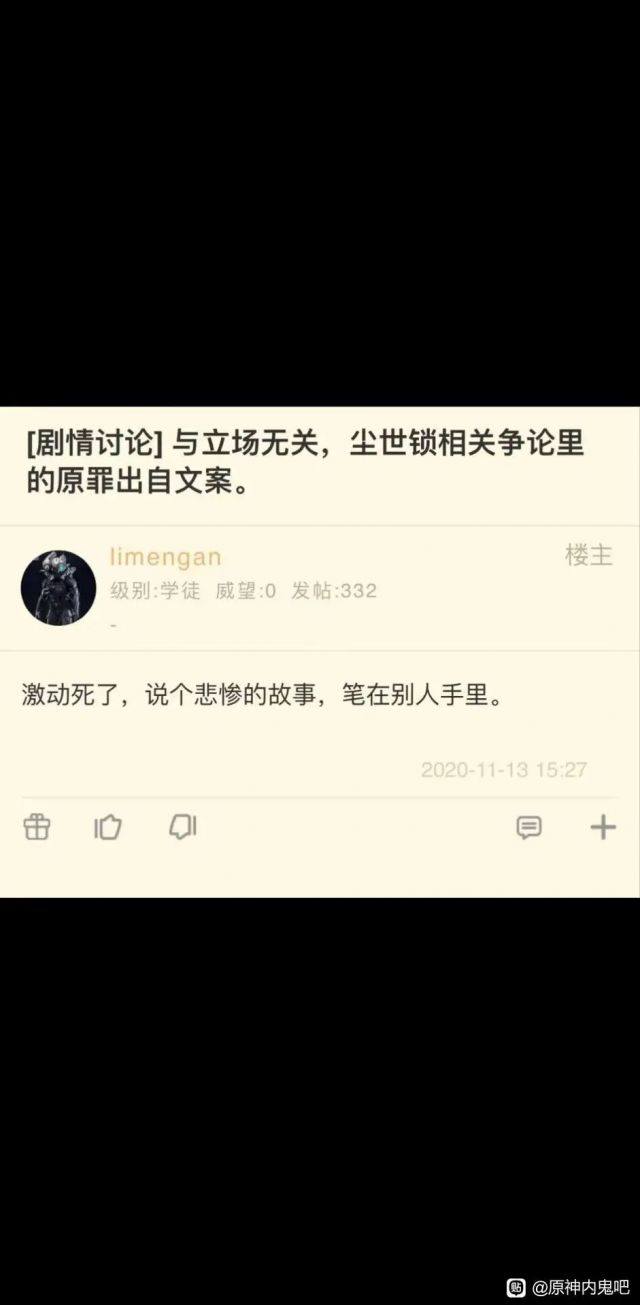 [剧情讨论] 与立场无关，尘世锁相关争论里
的原罪出自文案。
limengan
楼主
级别:学徒 威望:0 发帖:332
-
激动死了，说个悲惨的故事，笔在别人手里。
2020-11-13 15:27
贴 @原神内鬼吧